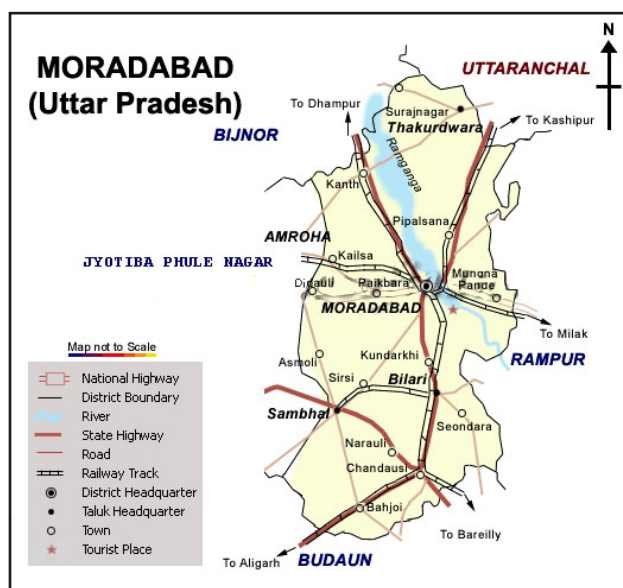 MORADABAD
(Uttar Pradesh)
N
UTTARANCHAL
To Dhampur
Surajnagar
Thakurdwara
To Kashipur
BIJNOR
Ramganga
Kanth
Pipalsana
AMROHA
Kailsa
JYOTIBA PHULE NAGAR
Didauli
Paikbara
Mungna
Pande
MORADABAD
To Milak
RAMPUR
Map not to Scale
Asmoli
Kundarkhi
Sirsi
Bilari
Sambhal
Seondara
Narauli
Chandausi
Bahjoi
To Bareilly
To Aligarh
BUDAUN
National Highway
District Boundary
River
State Highway
Road
Railway Track
District Headquarter
Taluk Headquarter
Town
Tourist Place